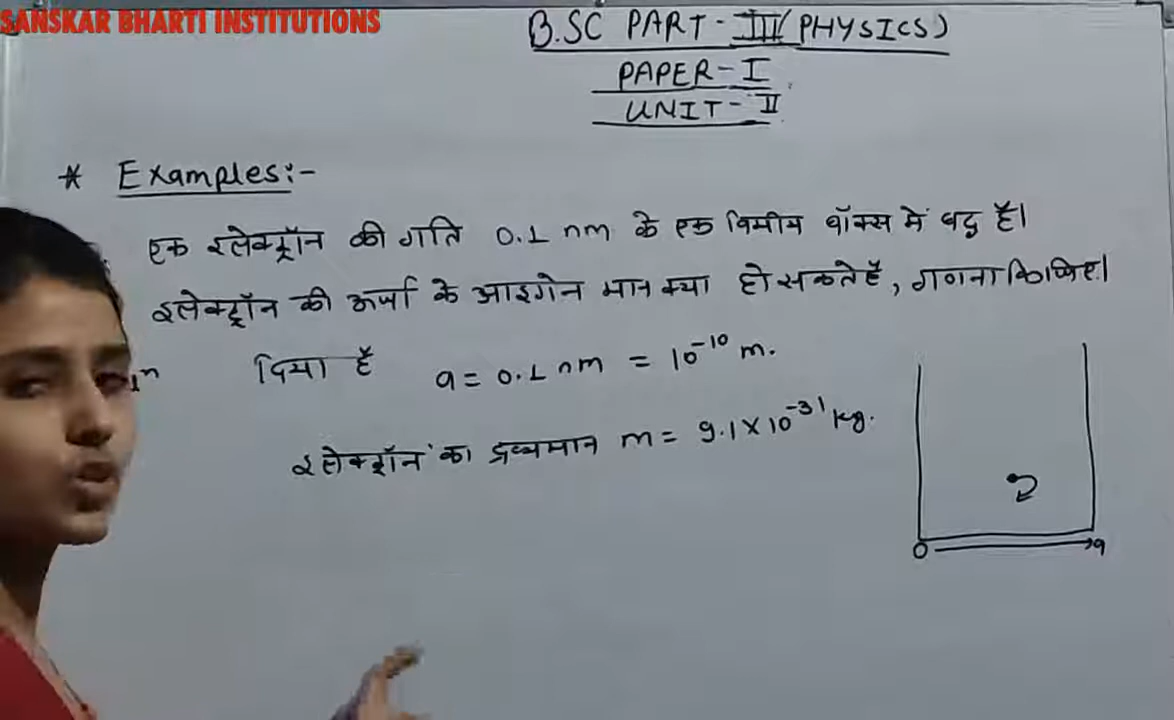 SANSKAR BHARTI INSTITUTIONS
B.SC PART-III (PHYSICS)
PAPER-I
UNIT-II
* Examples:-
एक इलेक्ट्रॉन की गति 0.1 nm के एक विमीय बॉक्स में बद्ध है।
इलेक्ट्रॉन की ऊर्जा के आइगेन मान क्या हो सकते हैं, गणना किजिए।
दिया है a = 0.1 nm = 10⁻¹⁰ m.
इलेक्ट्रॉन का द्रव्यमान m = 9.1×10⁻³¹ kg.
0 a